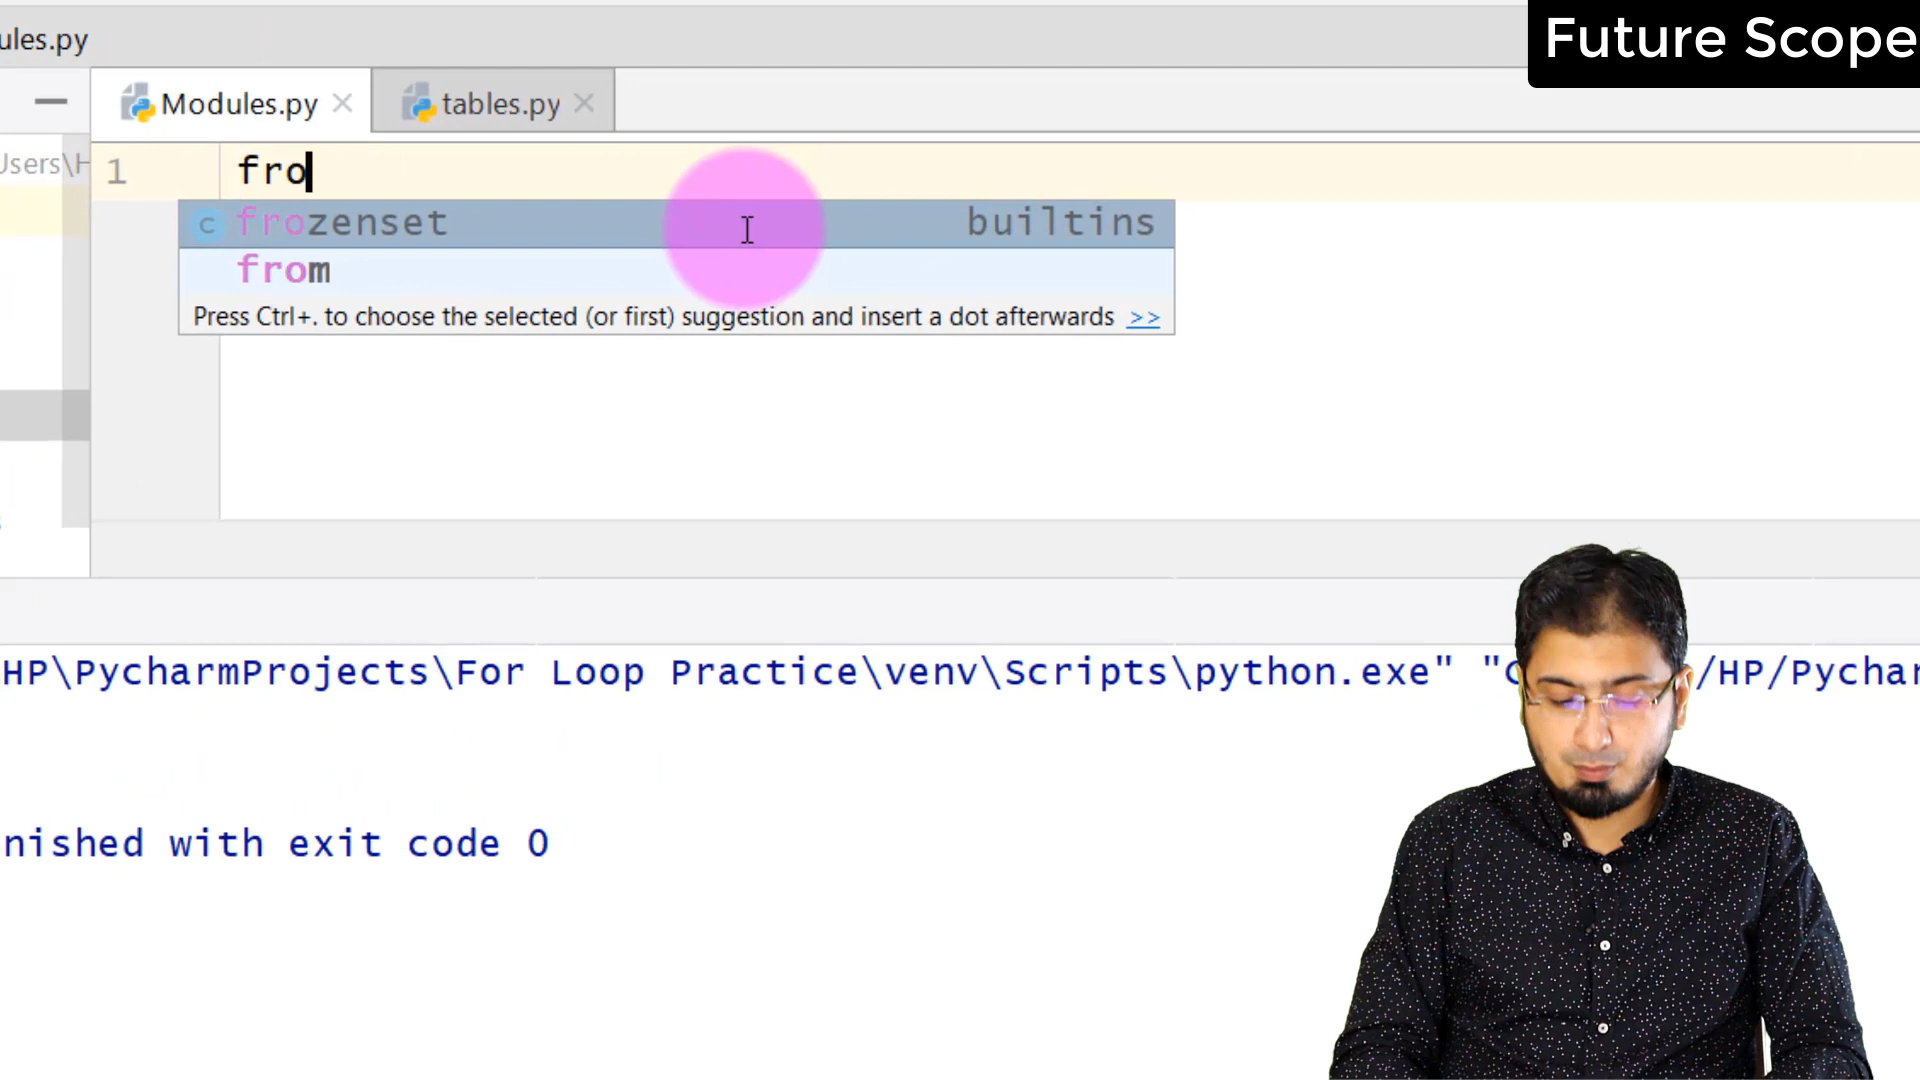 ules.py
Future Scope
Modules.py
tables.py
Users\H
1 fro
c frozenset builtins
from
Press Ctrl+. to choose the selected (or first) suggestion and insert a dot afterwards >>
HP\PycharmProjects\For Loop Practice\venv\Scripts\python.exe" "C /HP/Pychar
nished with exit code 0